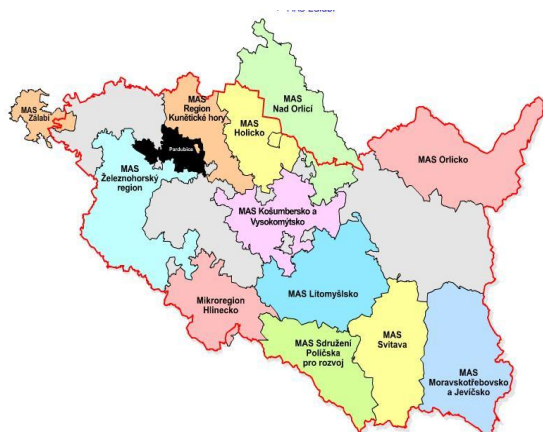 MAS
Zálabí
MAS
Region
Kunětické hory
MAS
Holicko
MAS
Nad Orlicí
MAS Orlicko
Pardubice
MAS
Železnohorský
region
MAS Košumbersko a
Vysokomýtsko
MAS Litomyšlsko
Mikroregion
Hlinecko
MAS Sdružení
Poličska
pro rozvoj
MAS
Svitava
MAS
Moravskotřebovsko
a Jevíčsko